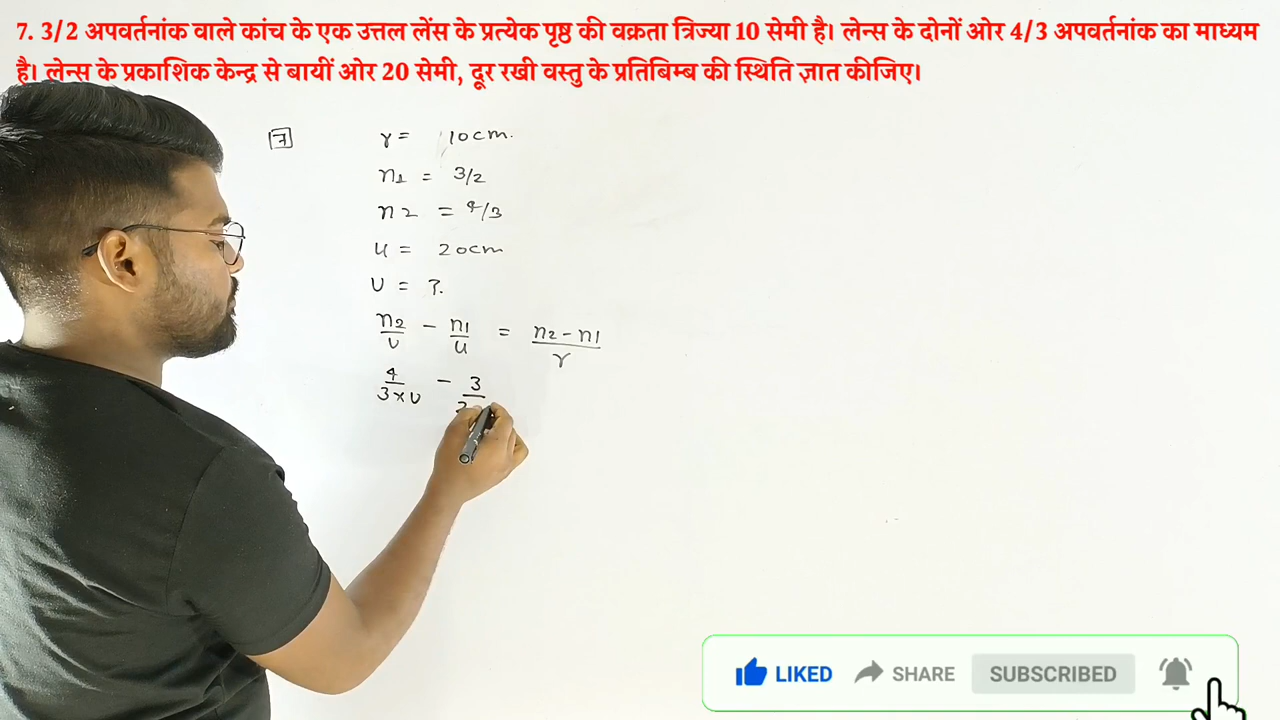 7. 3/2 अपवर्तनांक वाले कांच के एक उत्तल लेंस के प्रत्येक पृष्ठ की वक्रता त्रिज्या 10 सेमी है। लेन्स के दोनों ओर 4/3 अपवर्तनांक का माध्यम
है। लेन्स के प्रकाशिक केन्द्र से बायीं ओर 20 सेमी, दूर रखी वस्तु के प्रतिबिम्ब की स्थिति ज्ञात कीजिए।
7 r = 10cm.
n1 = 3/2
n2 = 4/3
u = 20cm
v = ?.
n2/v - n1/u = n2-n1/r
4/3×v - 3/2
LIKED SHARE SUBSCRIBED